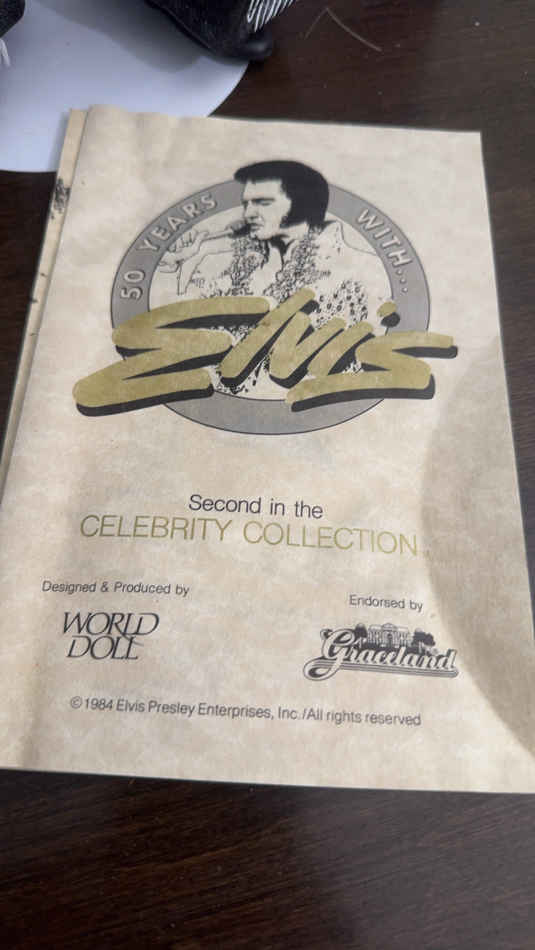 50 YEARS WITH...
Elvis
Second in the
CELEBRITY COLLECTION
Designed & Produced by
WORLD
DOLL
Endorsed by
Graceland
©1984 Elvis Presley Enterprises, Inc./All rights reserved